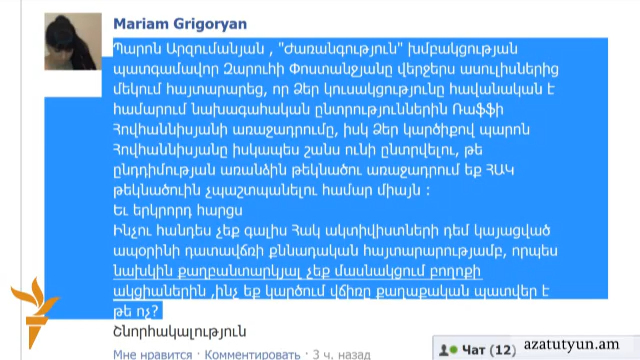 Mariam Grigoryan
Պարոն Արզումանյան , "Ժառանգություն" խմբակցության
պատգամավոր Զարուհի Փոստանջյանը վերջերս ասուլիսներից
մեկում հայտարարեց, որ Ձեր կուսակցությունը հավանական է
համարում նախագահական ընտրություններին Ռաֆֆի
Հովհաննիսյանի առաջադրումը, իսկ Ձեր կարծիքով պարոն
Հովհաննիսյանը իսկապես շանս ունի ընտրվելու, թե
ընդդիմության առանձին թեկնածու առաջադրում եք ՀԱԿ
թեկնածուին չպաշտպանելու համար միայն :
Եւ երկրորդ հարցս
Ինչու հանդես չեք գալիս Հակ ակտիվիստների դեմ կայացված
ապօրինի դատավճռի քննադական հայտարարությամբ, որպես
նախկին քաղբանտարկյալ չեք մասնակցում բողոքի
ակցիաներին ,ինչ եք կարծում վճիռը քաղաքական պատվեր է
թե ոչ?
Շնորհակալություն
Мне нравится · Комментировать · 3 ч. назад
Чат (12)
azatutyun.am